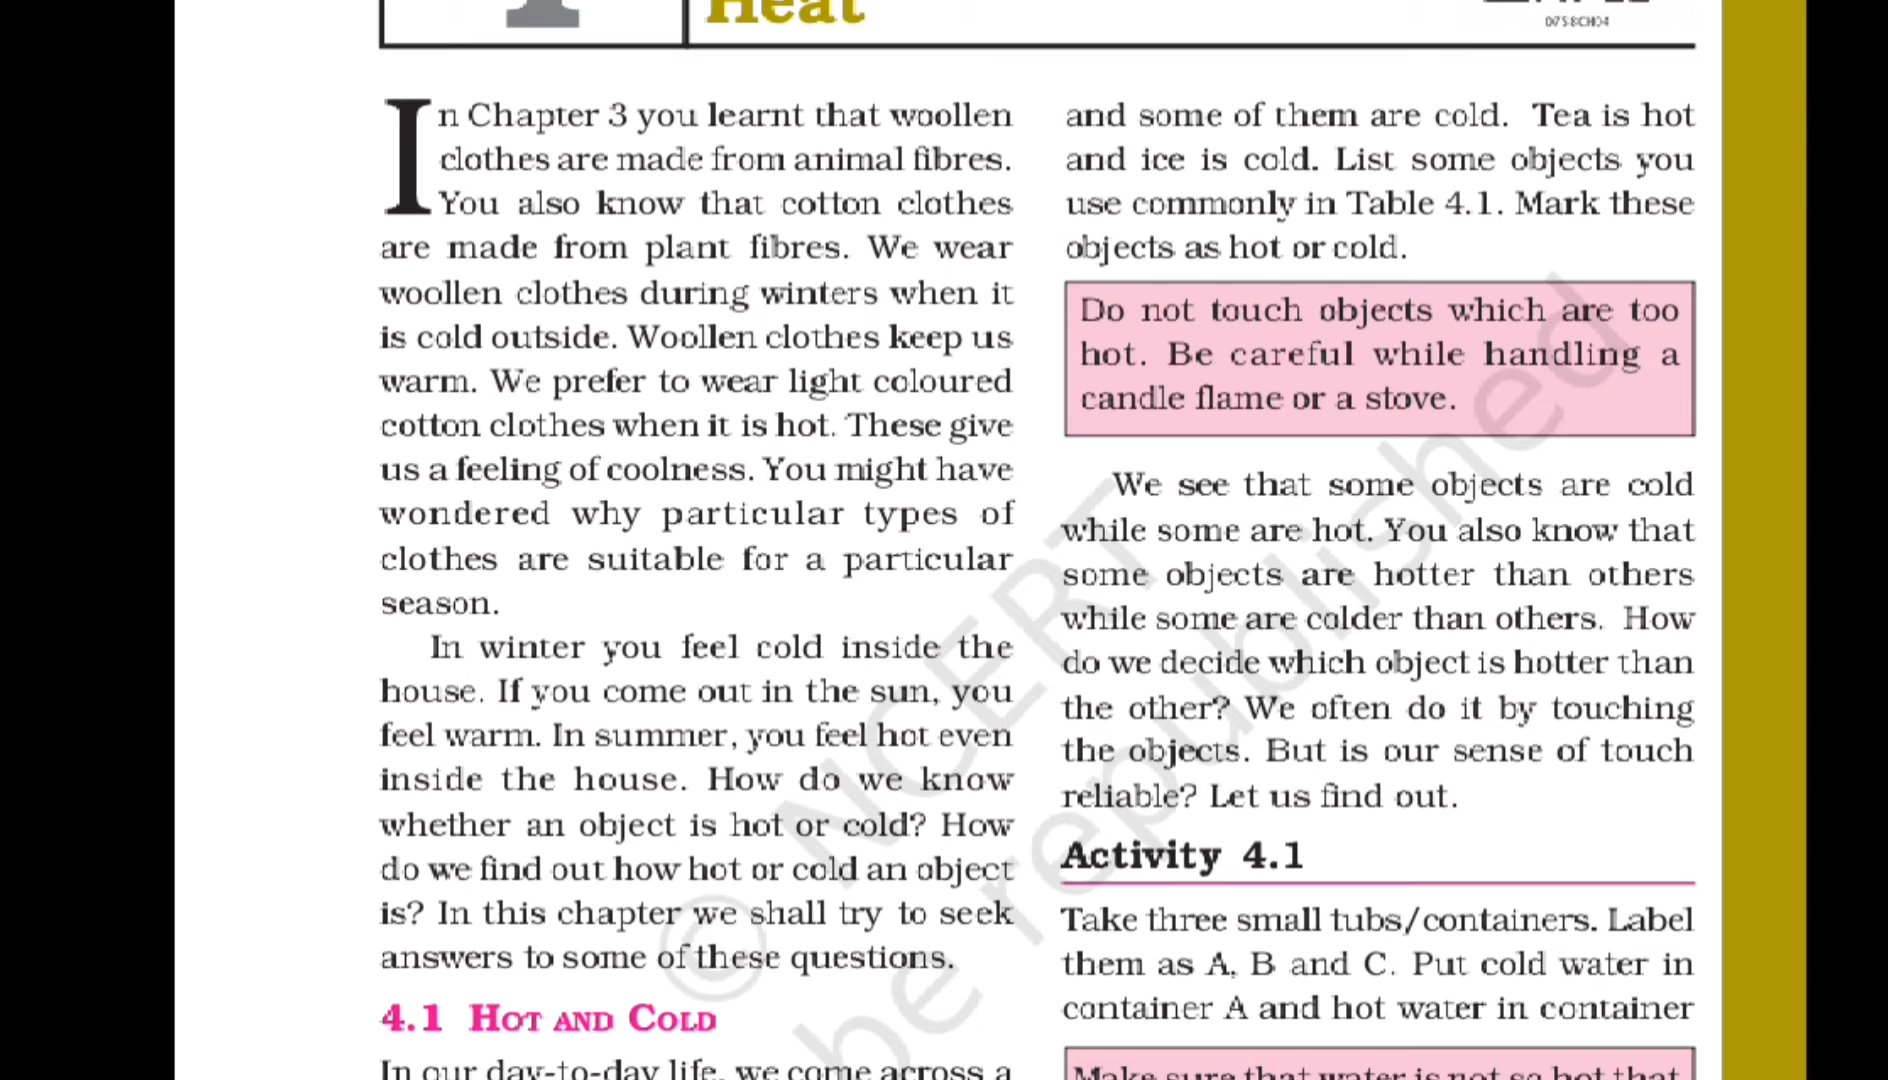 Heat
D758CH04
In Chapter 3 you learnt that woollen
clothes are made from animal fibres.
You also know that cotton clothes
are made from plant fibres. We wear
woollen clothes during winters when it
is cold outside. Woollen clothes keep us
warm. We prefer to wear light coloured
cotton clothes when it is hot. These give
us a feeling of coolness. You might have
wondered why particular types of
clothes are suitable for a particular
season.
In winter you feel cold inside the
house. If you come out in the sun, you
feel warm. In summer, you feel hot even
inside the house. How do we know
whether an object is hot or cold? How
do we find out how hot or cold an object
is? In this chapter we shall try to seek
answers to some of these questions.
4.1 HOT AND COLD
In our day-to-day life, we come across a
and some of them are cold. Tea is hot
and ice is cold. List some objects you
use commonly in Table 4.1. Mark these
objects as hot or cold.
Do not touch objects which are too
hot. Be careful while handling a
candle flame or a stove.
We see that some objects are cold
while some are hot. You also know that
some objects are hotter than others
while some are colder than others. How
do we decide which object is hotter than
the other? We often do it by touching
the objects. But is our sense of touch
reliable? Let us find out.
Activity 4.1
Take three small tubs/containers. Label
them as A, B and C. Put cold water in
container A and hot water in container
Make sure that water is not so hot that
© NCERT
be republished